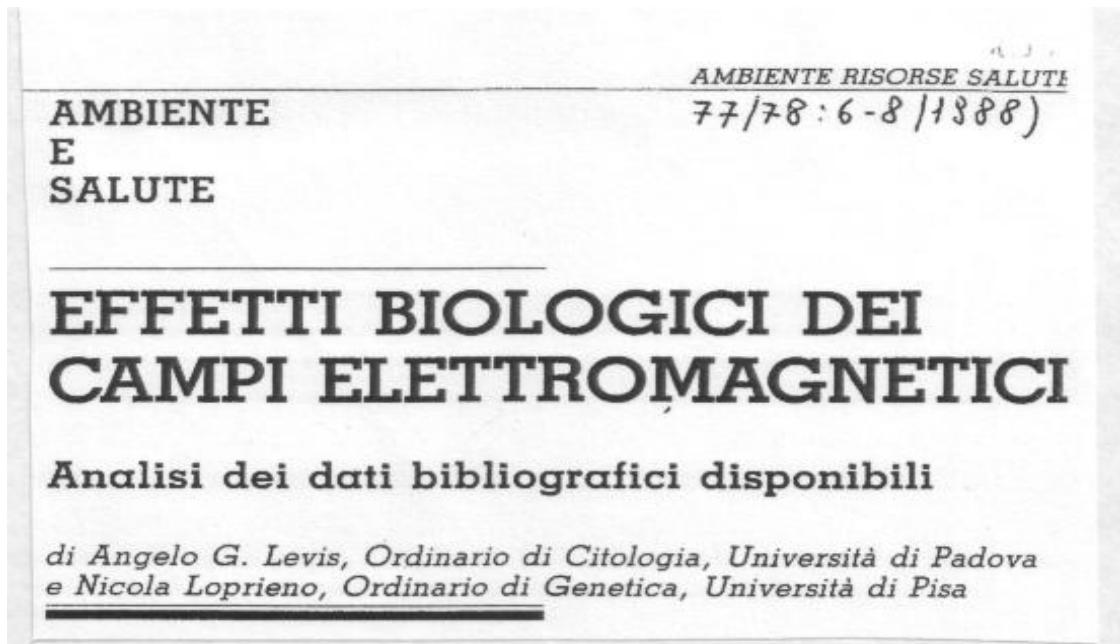 AMBIENTE RISORSE SALUTE
77/78:6-8/1988)
AMBIENTE
E
SALUTE
EFFETTI BIOLOGICI DEI
CAMPI ELETTROMAGNETICI
Analisi dei dati bibliografici disponibili
di Angelo G. Levis, Ordinario di Citologia, Università di Padova
e Nicola Loprieno, Ordinario di Genetica, Università di Pisa